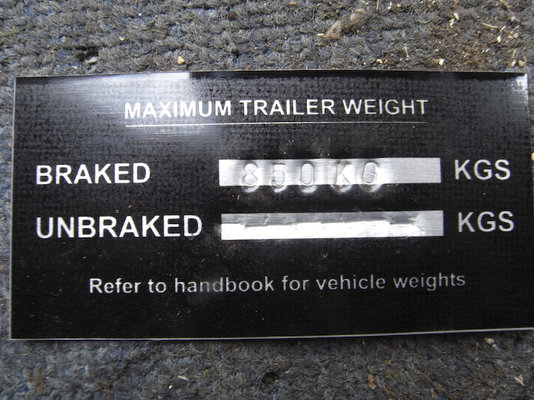 MAXIMUM TRAILER WEIGHT
BRAKED 850KG KGS
UNBRAKED KGS
Refer to handbook for vehicle weights